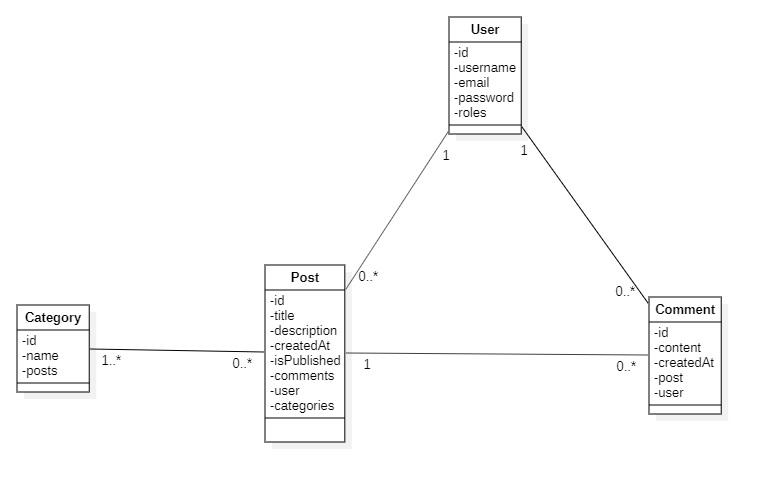 User
-id
-username
-email
-password
-roles
1
1
0..*
0..*
Post
-id
-title
-description
-createdAt
-isPublished
-comments
-user
-categories
Category
-id
-name
-posts
1..*
0..*
1
0..*
Comment
-id
-content
-createdAt
-post
-user